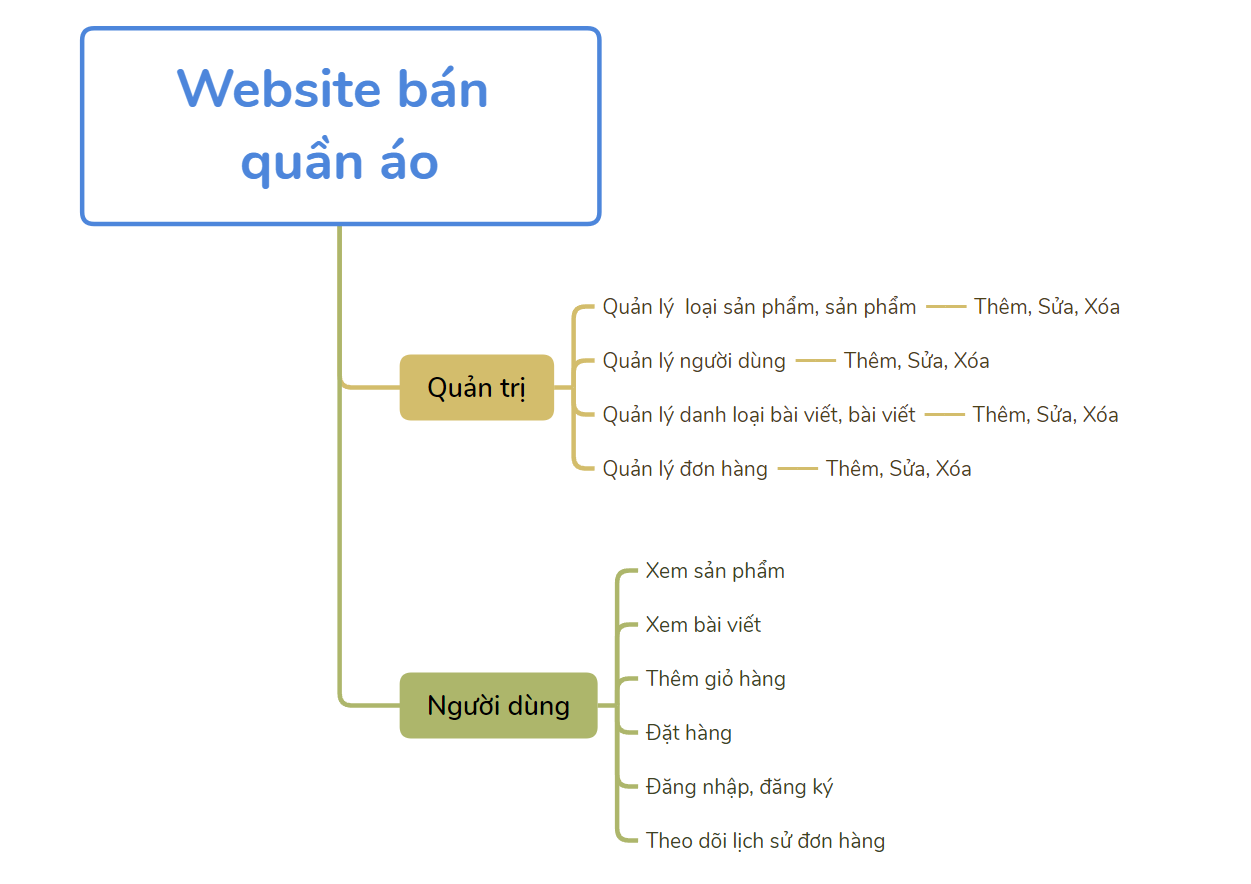 Website bán
quần áo
Quản trị
Quản lý  loại sản phẩm, sản phẩm
Thêm, Sửa, Xóa
Quản lý người dùng
Thêm, Sửa, Xóa
Quản lý danh loại bài viết, bài viết
Thêm, Sửa, Xóa
Quản lý đơn hàng
Thêm, Sửa, Xóa
Người dùng
Xem sản phẩm
Xem bài viết
Thêm giỏ hàng
Đặt hàng
Đăng nhập, đăng ký
Theo dõi lịch sử đơn hàng